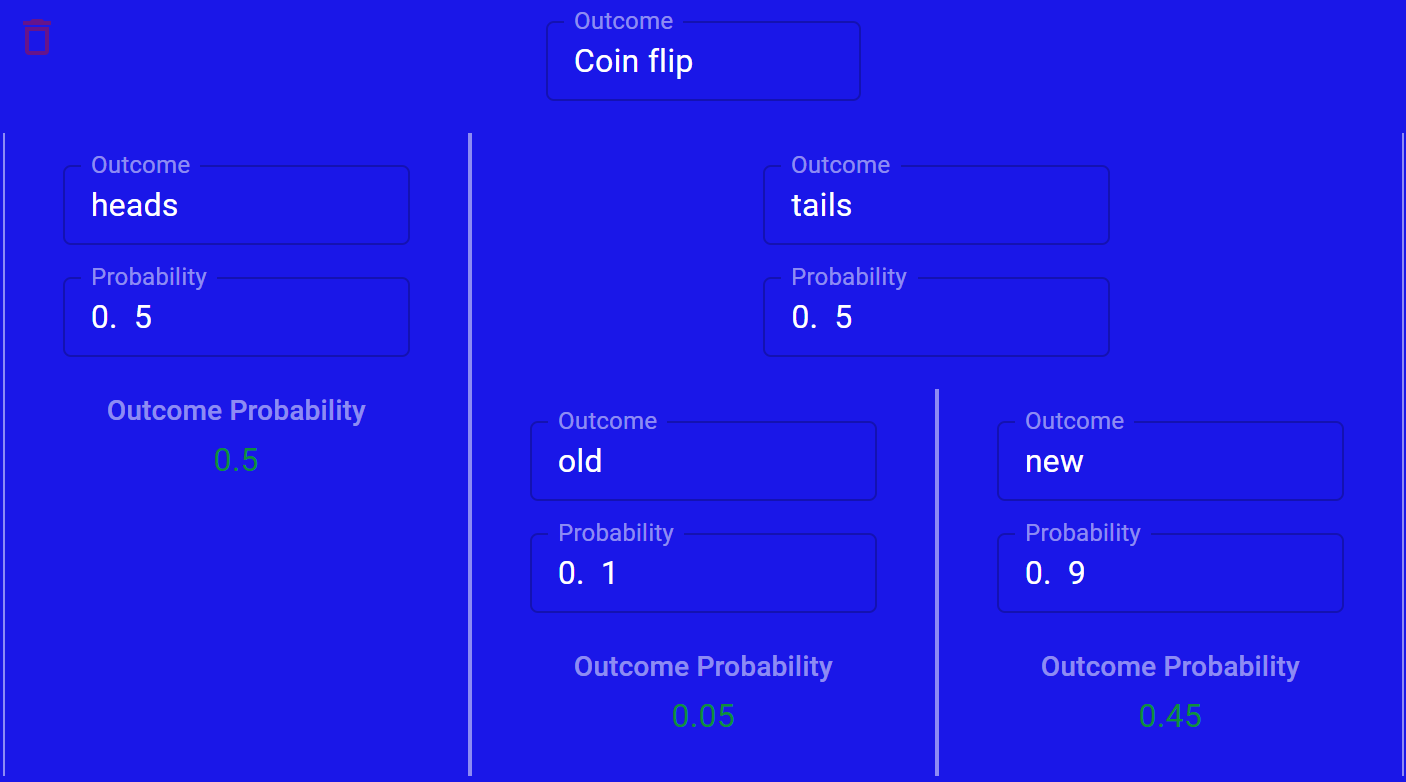 Outcome
Coin flip
Outcome
heads
Probability
0. 5
Outcome Probability
0.5
Outcome
tails
Probability
0. 5
Outcome
old
Probability
0. 1
Outcome Probability
0.05
Outcome
new
Probability
0. 9
Outcome Probability
0.45